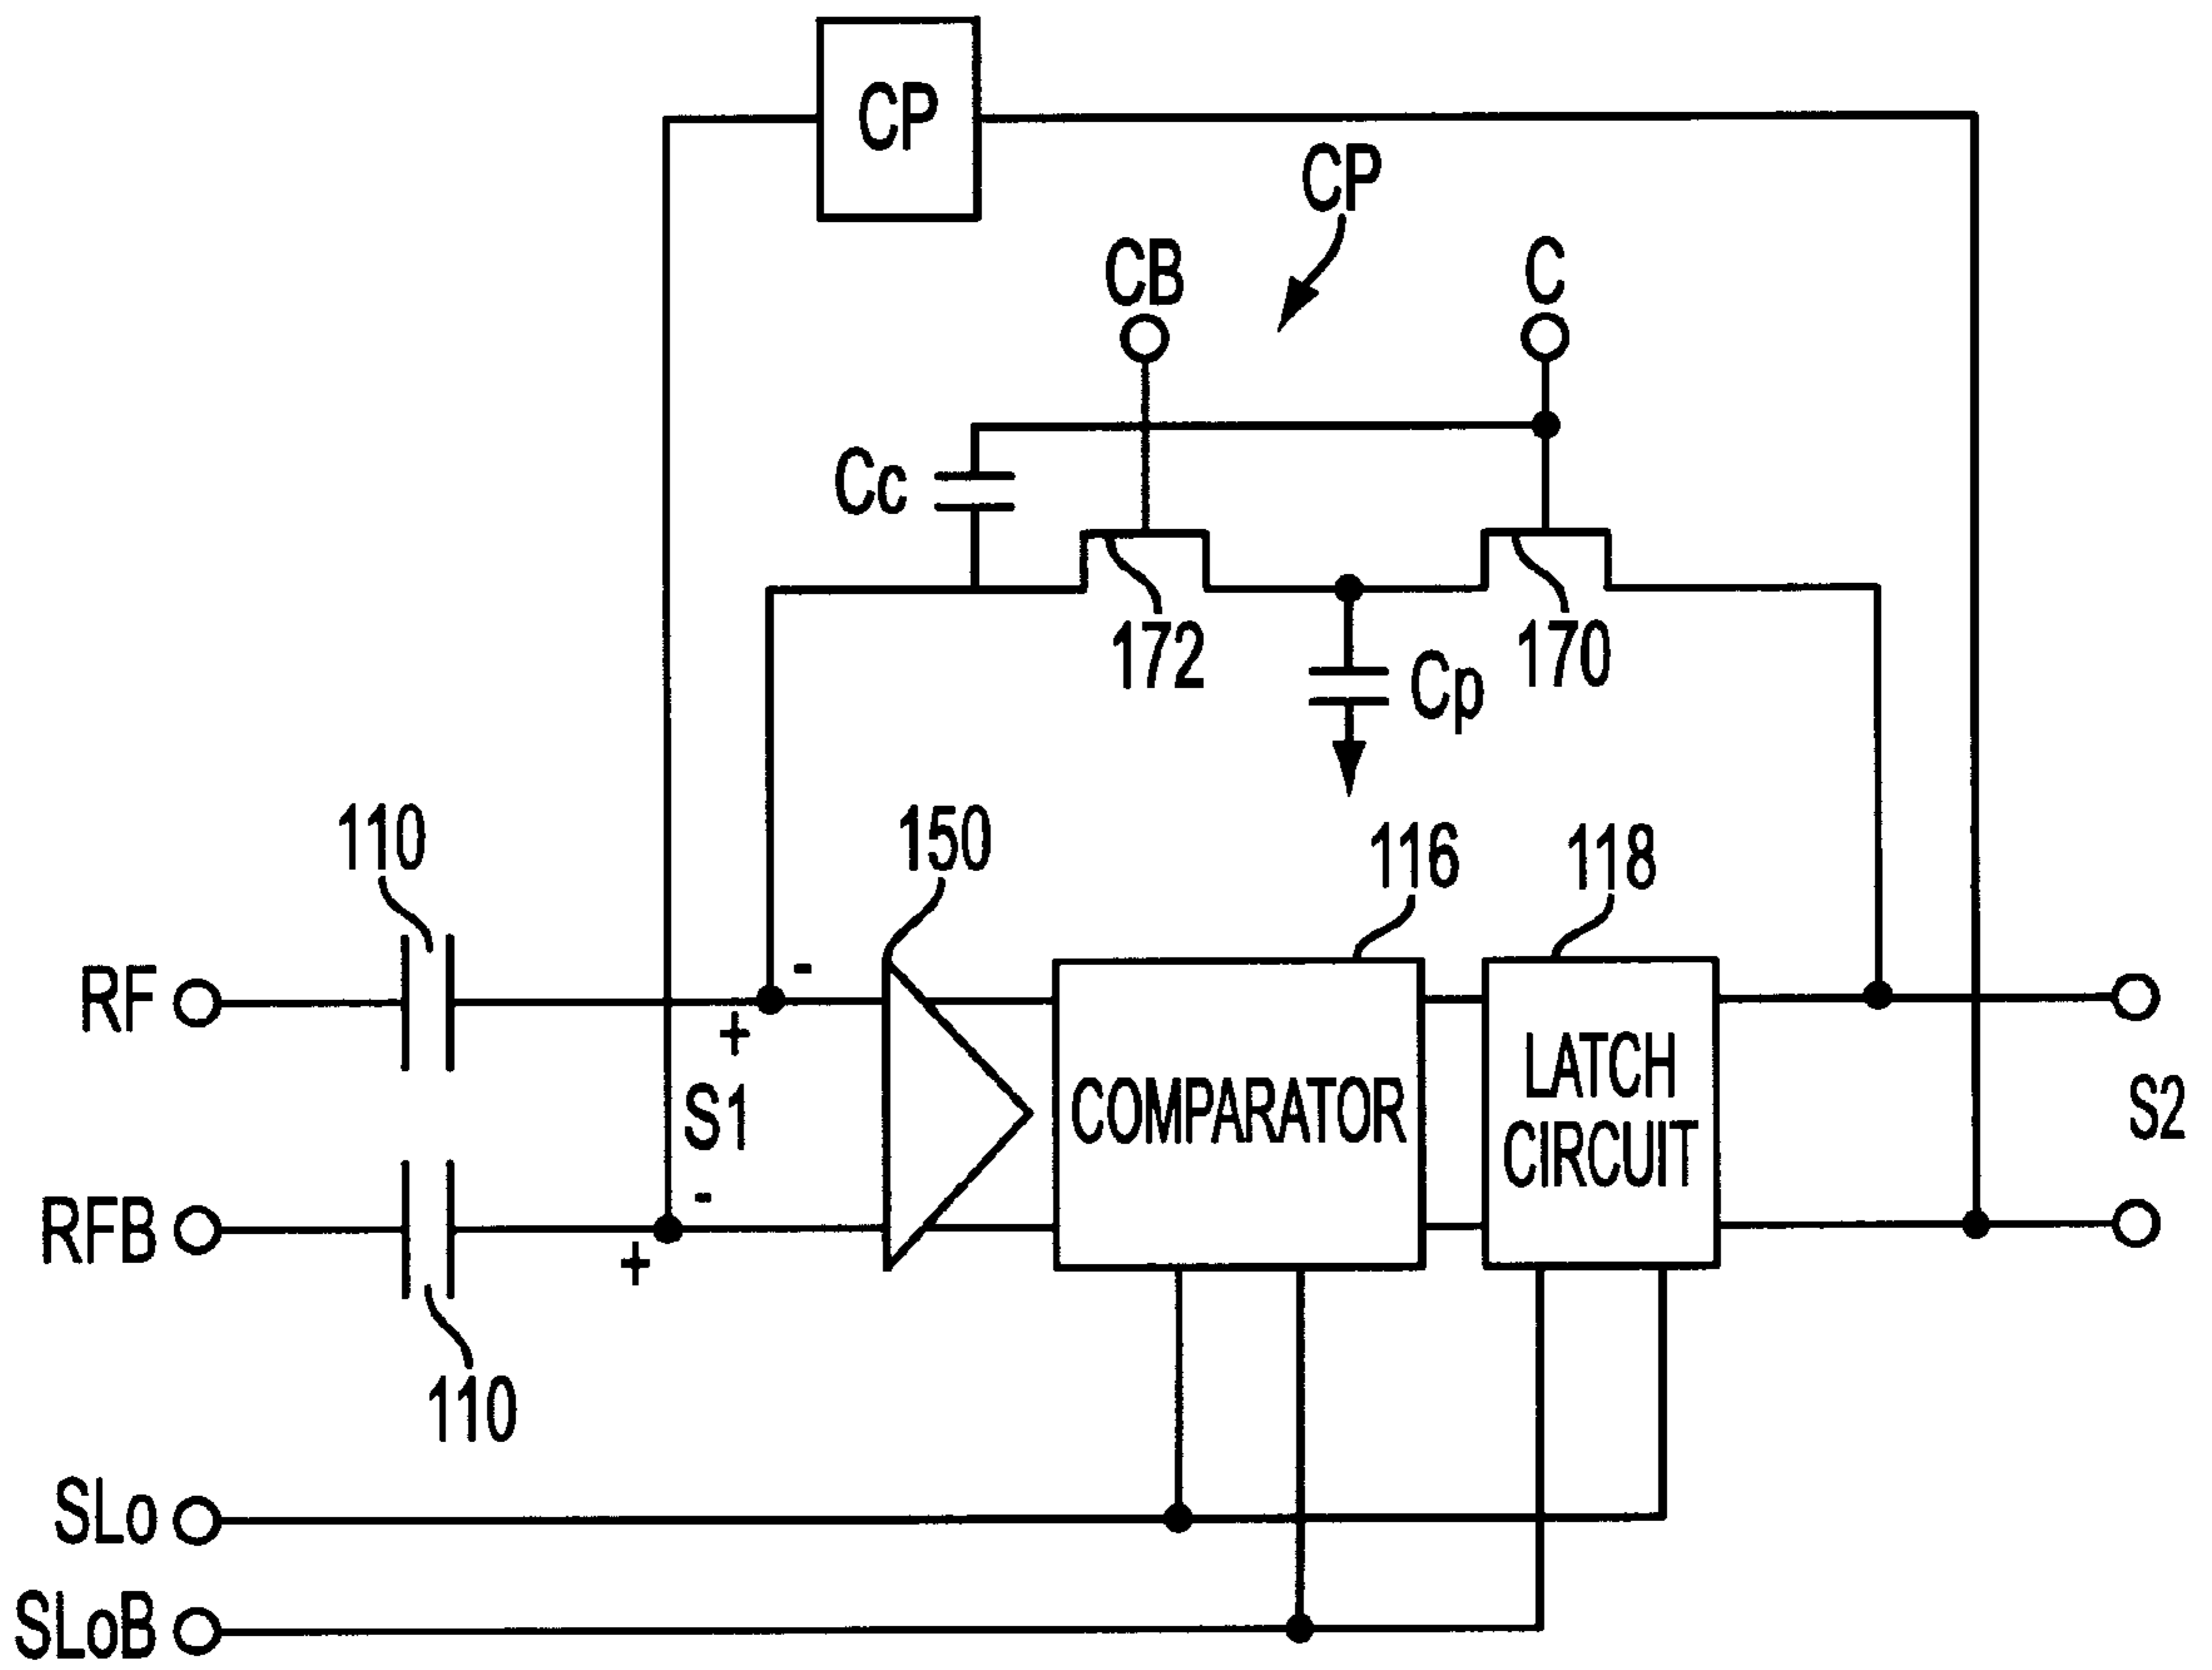 CP
CP
CB
C
Cc
172
170
Cp
110
150
116
118
RF
-
+
S1
COMPARATOR
LATCH
CIRCUIT
S2
RFB
-
+
110
SLo
SLoB